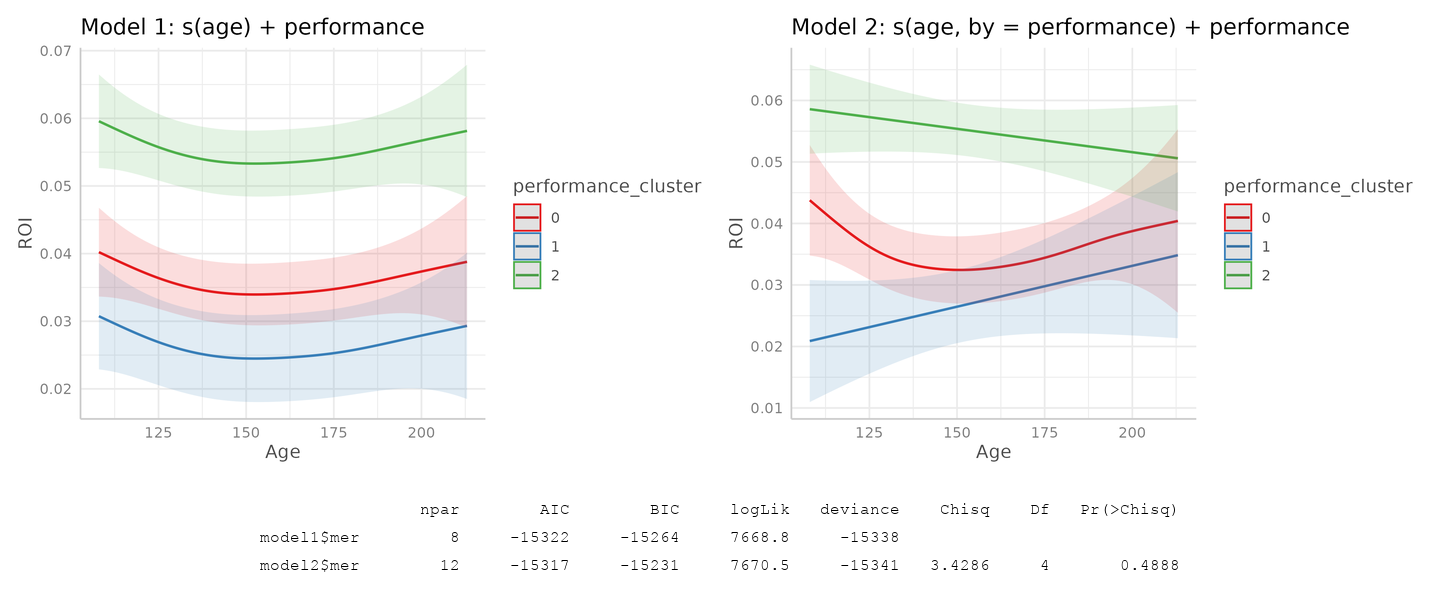 Model 1: s(age) + performance
0.07
0.06
0.05
0.04
0.03
0.02
ROI
125 150 175 200
Age
performance_cluster
0
1
2
Model 2: s(age, by = performance) + performance
0.06
0.05
0.04
0.03
0.02
0.01
ROI
125 150 175 200
Age
performance_cluster
0
1
2
npar AIC BIC logLik deviance Chisq Df Pr(>Chisq)
model1$mer 8 -15322 -15264 7668.8 -15338
model2$mer 12 -15317 -15231 7670.5 -15341 3.4286 4 0.4888